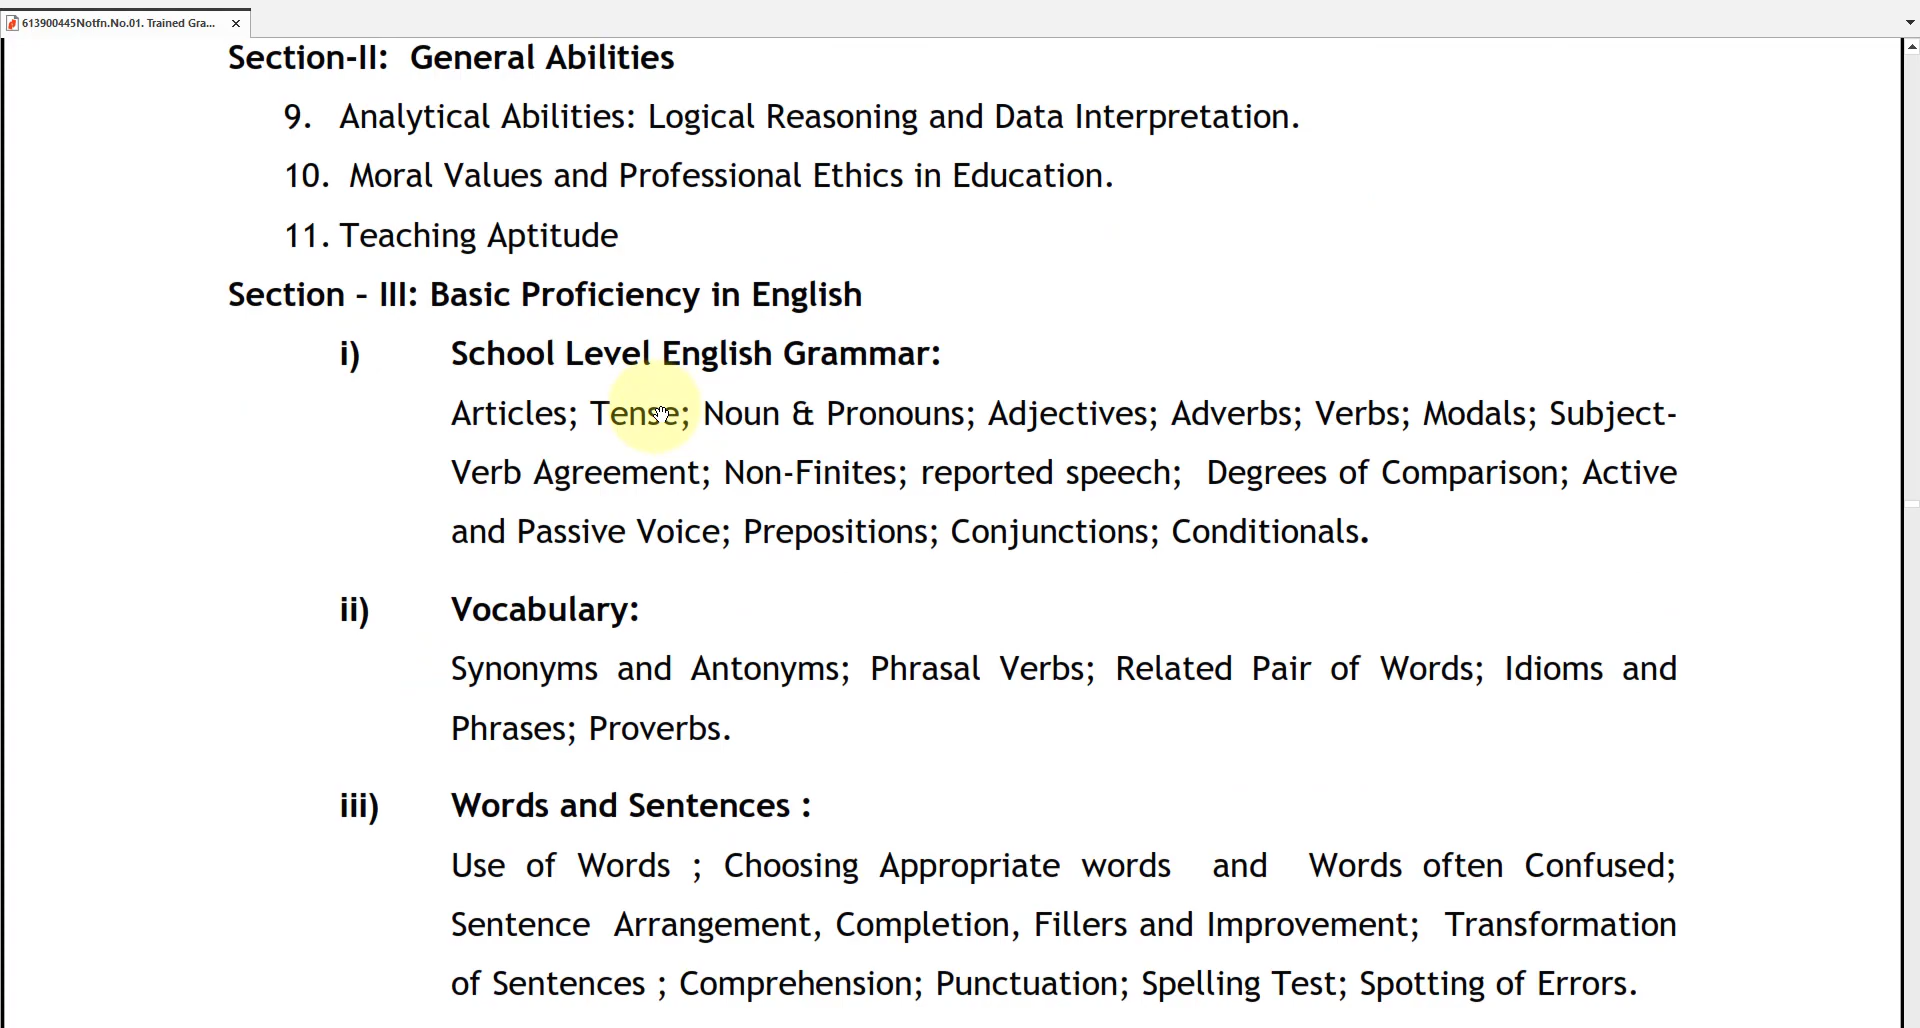 613900445Notfn.No.01. Trained Gra...
Section-II: General Abilities
9. Analytical Abilities: Logical Reasoning and Data Interpretation.
10. Moral Values and Professional Ethics in Education.
11. Teaching Aptitude
Section - III: Basic Proficiency in English
i) School Level English Grammar:
Articles; Tense; Noun & Pronouns; Adjectives; Adverbs; Verbs; Modals; Subject-
Verb Agreement; Non-Finites; reported speech; Degrees of Comparison; Active
and Passive Voice; Prepositions; Conjunctions; Conditionals.
ii) Vocabulary:
Synonyms and Antonyms; Phrasal Verbs; Related Pair of Words; Idioms and
Phrases; Proverbs.
iii) Words and Sentences :
Use of Words ; Choosing Appropriate words and Words often Confused;
Sentence Arrangement, Completion, Fillers and Improvement; Transformation
of Sentences ; Comprehension; Punctuation; Spelling Test; Spotting of Errors.